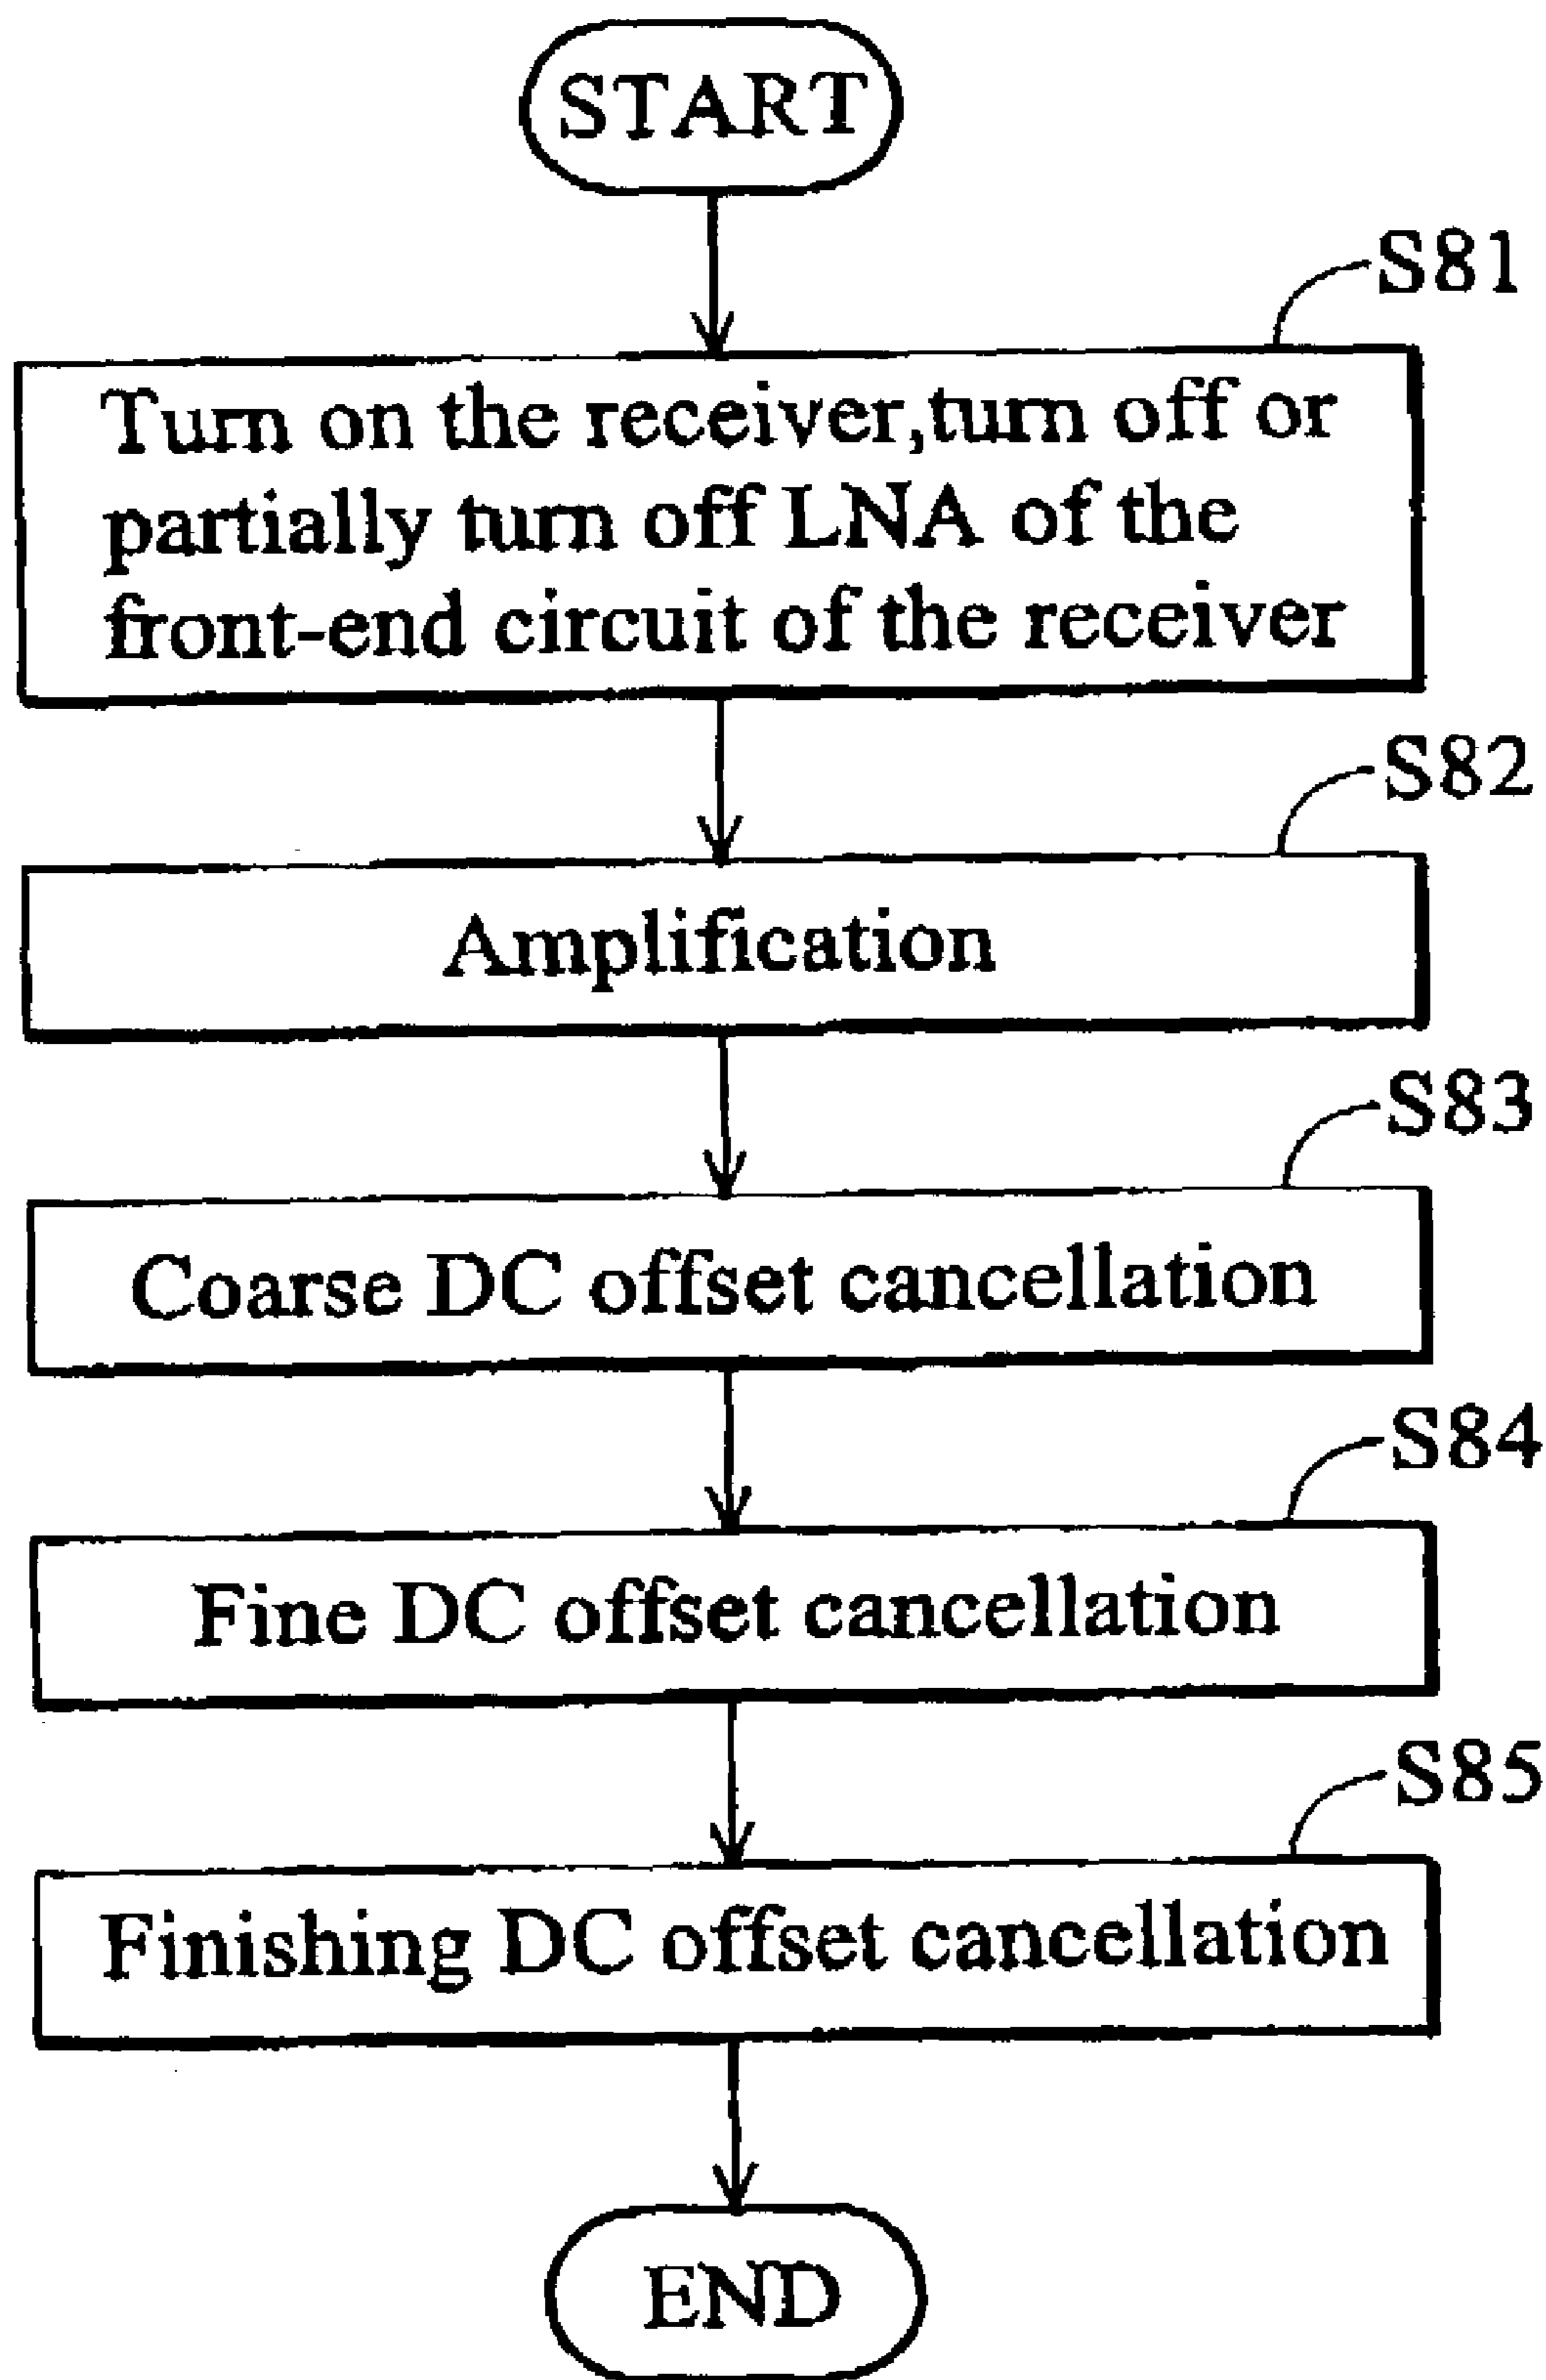 START
S81
Turn on the receiver,turn off or
partially turn off LNA of the
front-end circuit of the receiver
S82
Amplification
S83
Coarse DC offset cancellation
S84
Fine DC offset cancellation
S85
Finishing DC offset cancellation
END